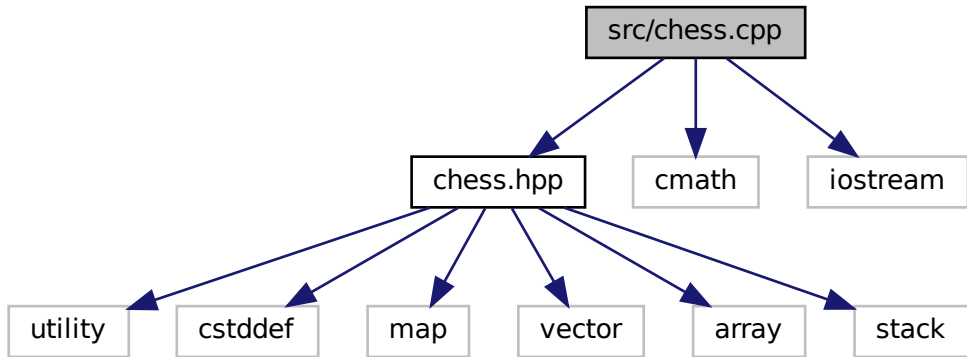 src/chess.cpp
chess.hpp
cmath
iostream
utility
cstddef
map
vector
array
stack